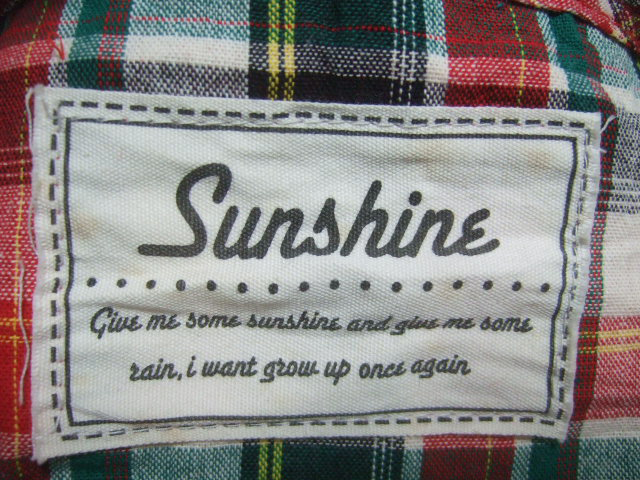 Sunshine
Give me some sunshine and give me some
rain, i want grow up once again